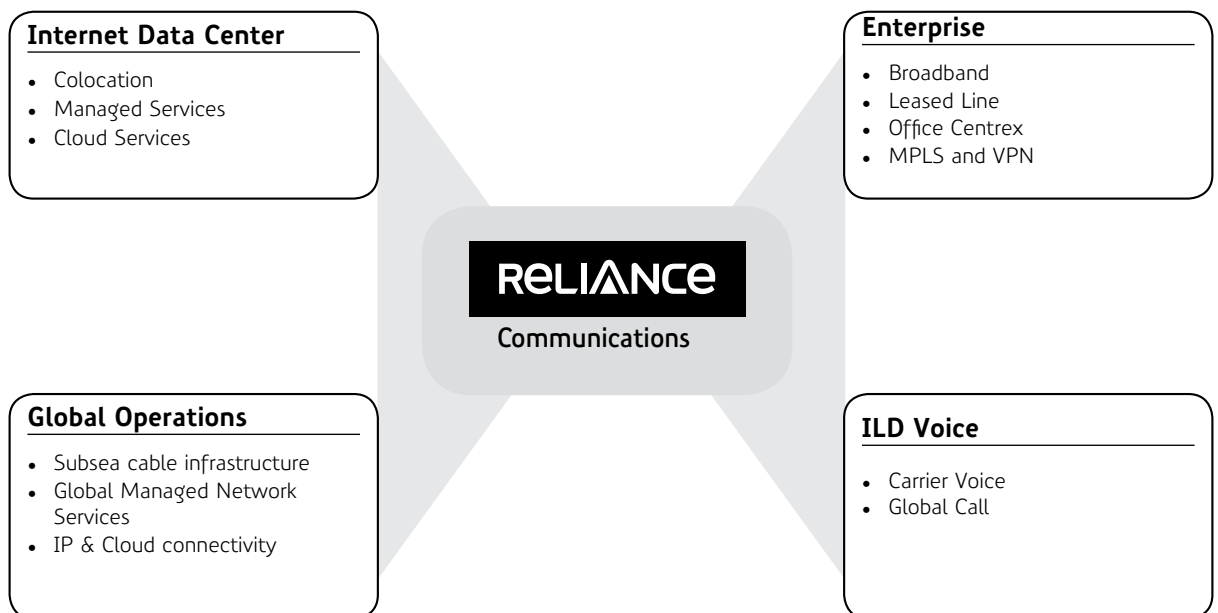 Internet Data Center
• Colocation
• Managed Services
• Cloud Services
Enterprise
• Broadband
• Leased Line
• Office Centrex
• MPLS and VPN
RELIANCE
Communications
Global Operations
• Subsea cable infrastructure
• Global Managed Network
Services
• IP & Cloud connectivity
ILD Voice
• Carrier Voice
• Global Call